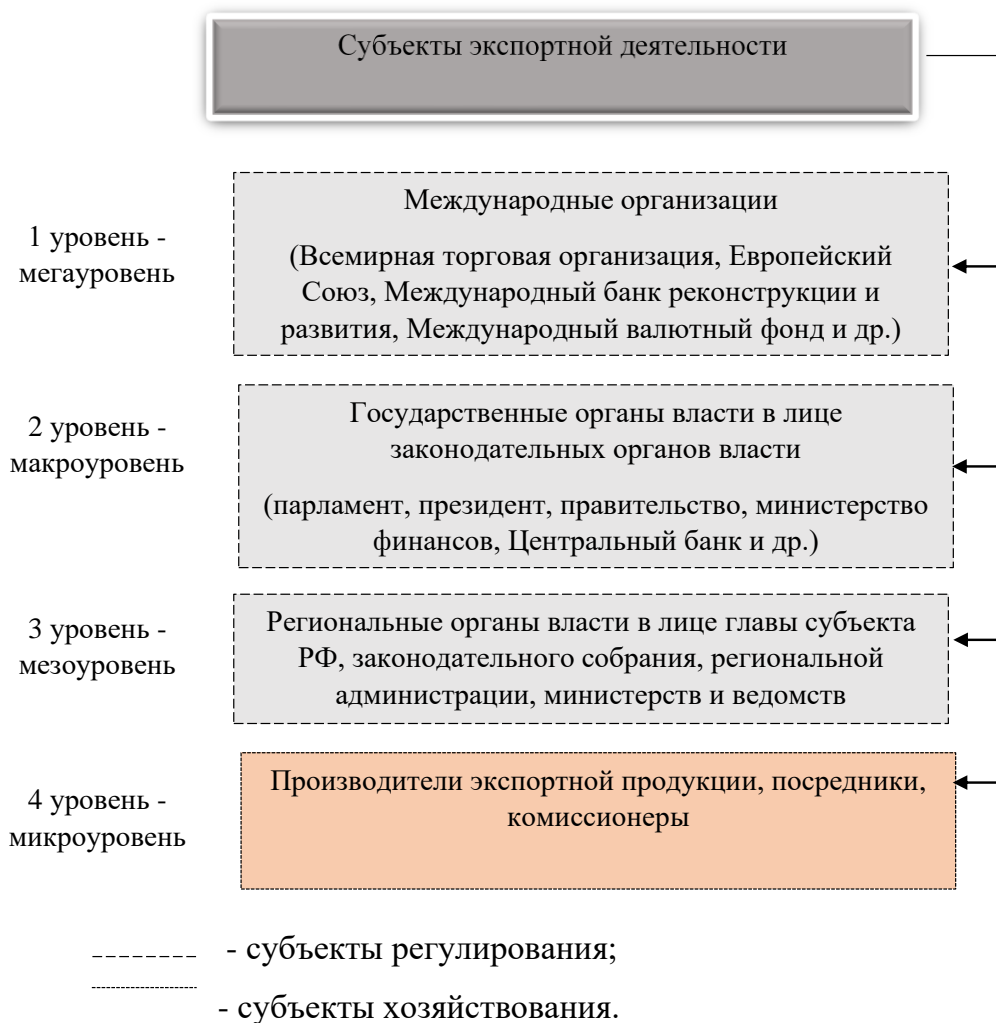 Субъекты экспортной деятельности
1 уровень -
мегауровень
Международные организации
(Всемирная торговая организация, Европейский
Союз, Международный банк реконструкции и
развития, Международный валютный фонд и др.)
2 уровень -
макроуровень
Государственные органы власти в лице
законодательных органов власти
(парламент, президент, правительство, министерство
финансов, Центральный банк и др.)
3 уровень -
мезоуровень
Региональные органы власти в лице главы субъекта
РФ, законодательного собрания, региональной
администрации, министерств и ведомств
4 уровень -
микроуровень
Производители экспортной продукции, посредники,
комиссионеры
- субъекты регулирования;
- субъекты хозяйствования.